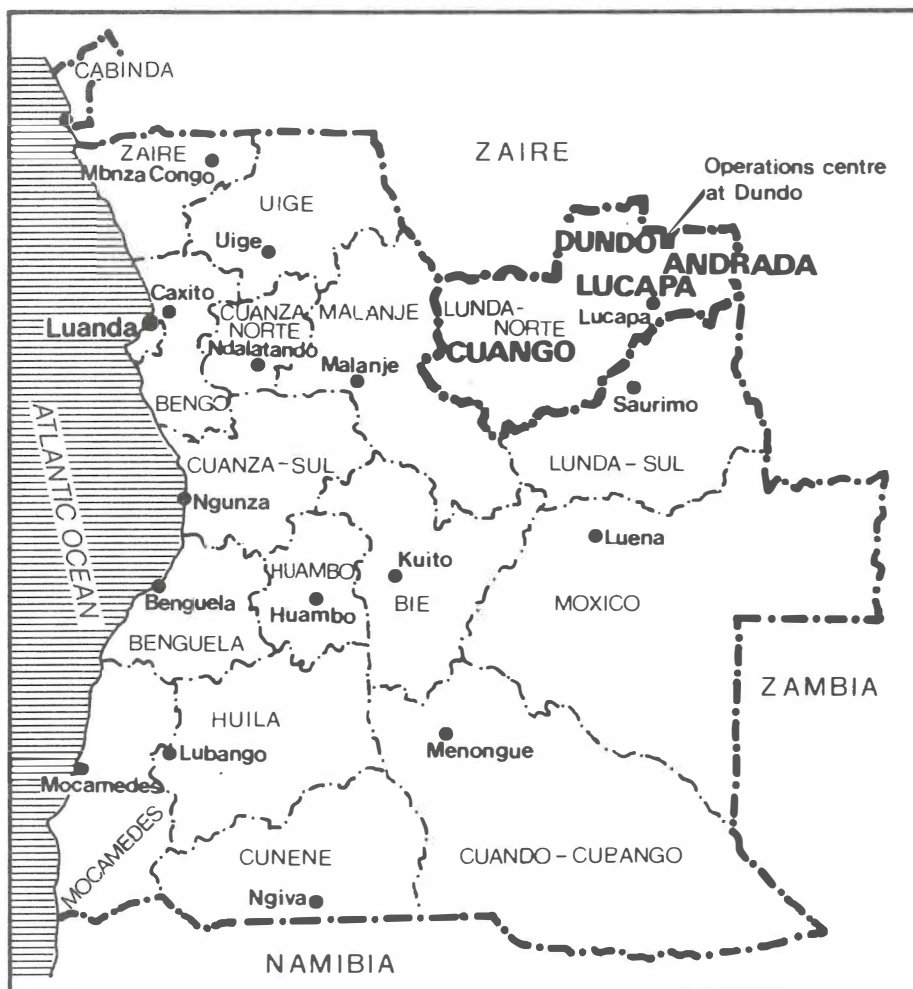 CABINDA
ZAIRE
Mbnza Congo
ZAIRE
Operations centre
at Dundo
UIGE
Uige
DUNDO
ANDRADA
LUCAPA
Lucapa
Caxito
Luanda
CUANZA
NORTE
Ndalatando
MALANJE
Malanje
LUNDA-
NORTE
CUANGO
Saurimo
BENGO
ATLANTIC OCEAN
CUANZA-SUL
LUNDA-SUL
Ngunza
Luena
HUAMBO
Huambo
Kuito
BIE
MOXICO
Benguela
BENGUELA
ZAMBIA
HUILA
Lubango
Menongue
Mocamedes
MOCAMEDES
CUNENE
CUANDO-CUBANGO
Ngiva
NAMIBIA